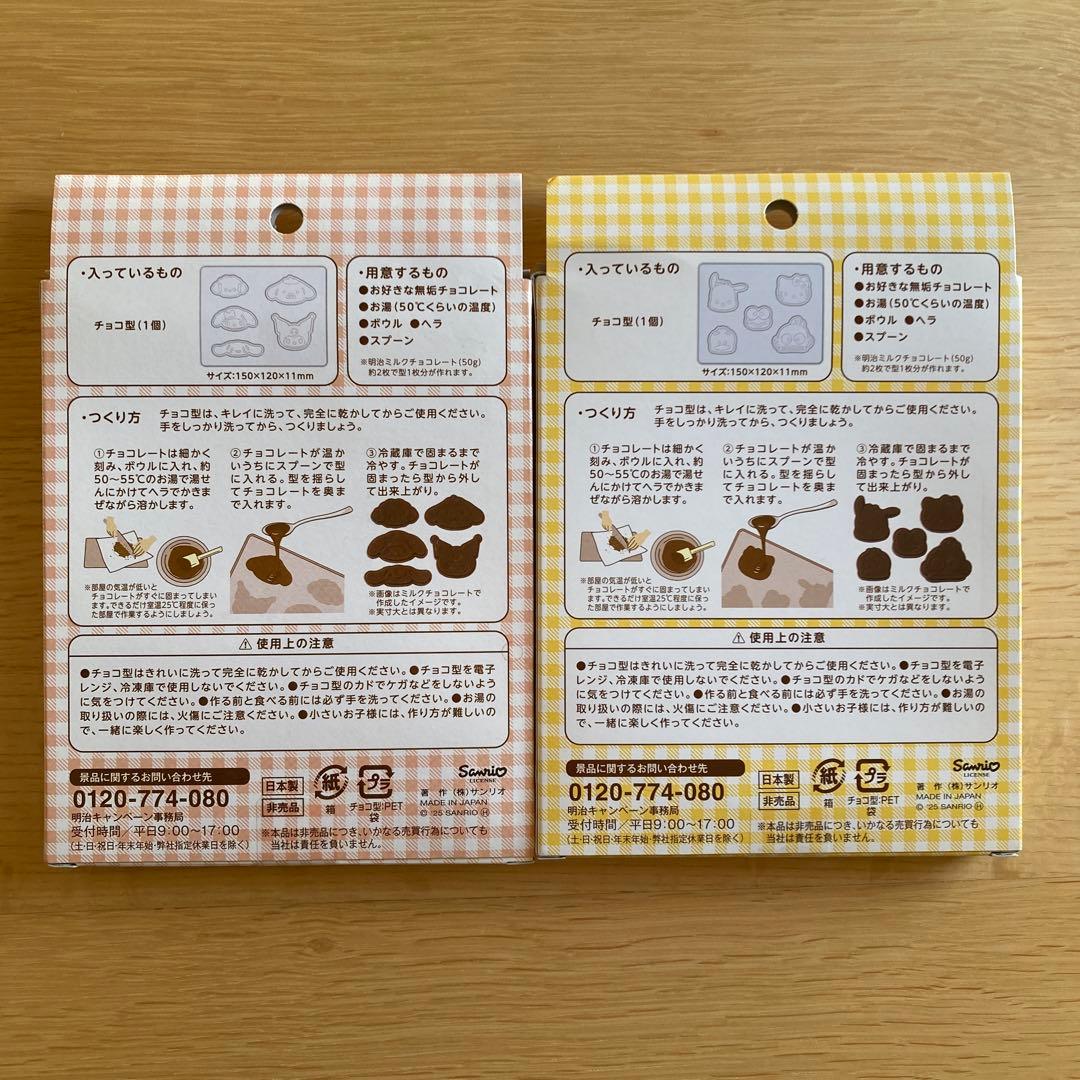 ・入っているもの
チョコ型(1個)
サイズ:150×120×11mm
・用意するもの
●お好きな無垢チョコレート
●お湯(50℃くらいの温度)
●ボウル ●ヘラ
●スプーン
※明治ミルクチョコレート(50g)
約2枚で型1枚分が作れます。
・つくり方
チョコ型は、キレイに洗って、完全に乾かしてからご使用ください。
手をしっかり洗ってから、つくりましょう。
①チョコレートは細かく
刻み、ボウルに入れ、約
50〜55℃のお湯で湯せ
んにかけてヘラでかきま
ぜながら溶かします。
※部屋の気温が低いと
チョコレートがすぐに固まってしまい
ます。できるだけ室温25℃程度に保っ
た部屋で作業するようにしましょう。
②チョコレートが温か
いうちにスプーンで型
に入れる。型を揺らし
てチョコレートを奥ま
で入れます。
③冷蔵庫で固まるまで
冷やす。チョコレートが
固まったら型から外し
て出来上がり。
※画像はミルクチョコレートで
作成したイメージです。
※実寸大とは異なります。
⚠使用上の注意
●チョコ型はきれいに洗って完全に乾かしてからご使用ください。●チョコ型を電子
レンジ、冷凍庫で使用しないでください。●チョコ型のカドでケガなどをしないよう
に気をつけてください。●作る前と食べる前には必ず手を洗ってください。●お湯の
取り扱いの際には、火傷にご注意ください。●小さいお子様には、作り方が難しいの
で、一緒に楽しく作ってください。
景品に関するお問い合わせ先
0120-774-080
明治キャンペーン事務局
受付時間/平日9:00〜17:00
(土・日・祝日・年末年始・弊社指定休業日を除く)
日本製
非売品
紙
箱
プラ
チョコ型:PET
袋
Sanrio
LICENSE
著作(株)サンリオ
MADE IN JAPAN
© '25 SANRIO Ⓗ
※本品は非売品につき、いかなる売買行為についても
当社は責任を負いません。
・入っているもの
チョコ型(1個)
サイズ:150×120×11mm
・用意するもの
●お好きな無垢チョコレート
●お湯(50℃くらいの温度)
●ボウル ●ヘラ
●スプーン
※明治ミルクチョコレート(50g)
約2枚で型1枚分が作れます。
・つくり方
チョコ型は、キレイに洗って、完全に乾かしてからご使用ください。
手をしっかり洗ってから、つくりましょう。
①チョコレートは細かく
刻み、ボウルに入れ、約
50〜55℃のお湯で湯せ
んにかけてヘラでかきま
ぜながら溶かします。
※部屋の気温が低いと
チョコレートがすぐに固まってしまい
ます。できるだけ室温25℃程度に保っ
た部屋で作業するようにしましょう。
②チョコレートが温か
いうちにスプーンで型
に入れる。型を揺らし
てチョコレートを奥ま
で入れます。
③冷蔵庫で固まるまで
冷やす。チョコレートが
固まったら型から外し
て出来上がり。
※画像はミルクチョコレートで
作成したイメージです。
※実寸大とは異なります。
⚠使用上の注意
●チョコ型はきれいに洗って完全に乾かしてからご使用ください。●チョコ型を電子
レンジ、冷凍庫で使用しないでください。●チョコ型のカドでケガなどをしないよう
に気をつけてください。●作る前と食べる前には必ず手を洗ってください。●お湯の
取り扱いの際には、火傷にご注意ください。●小さいお子様には、作り方が難しいの
で、一緒に楽しく作ってください。
景品に関するお問い合わせ先
0120-774-080
明治キャンペーン事務局
受付時間/平日9:00〜17:00
(土・日・祝日・年末年始・弊社指定休業日を除く)
日本製
非売品
紙
箱
プラ
チョコ型:PET
袋
Sanrio
LICENSE
著作(株)サンリオ
MADE IN JAPAN
© '25 SANRIO Ⓗ
※本品は非売品につき、いかなる売買行為についても
当社は責任を負いません。